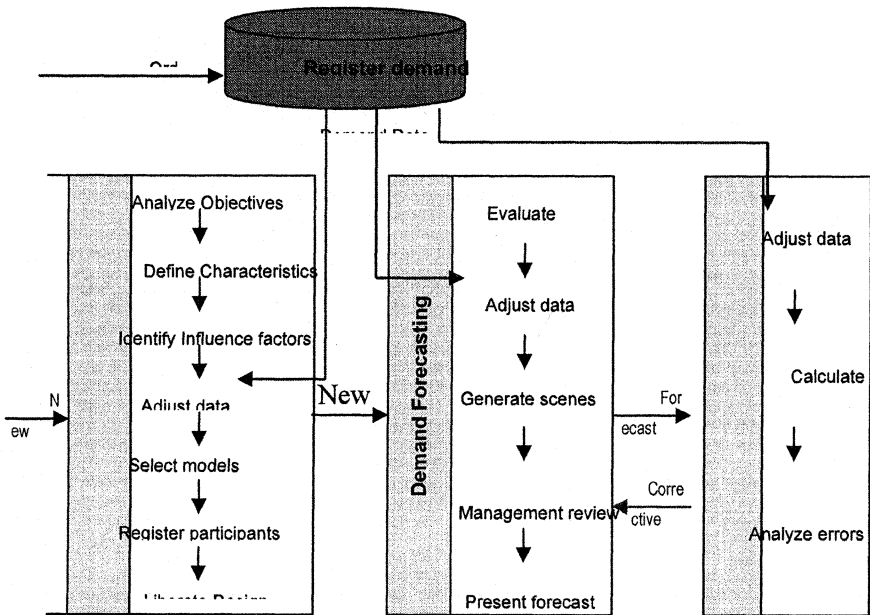 Register demand
Analyze Objectives
Define Characteristics
Identify Influence factors
Adjust data
Select models
Register participants
N
ew
New
Demand Forecasting
Evaluate
Adjust data
Generate scenes
Management review
Present forecast
For
ecast
Corre
ctive
Adjust data
Calculate
Analyze errors